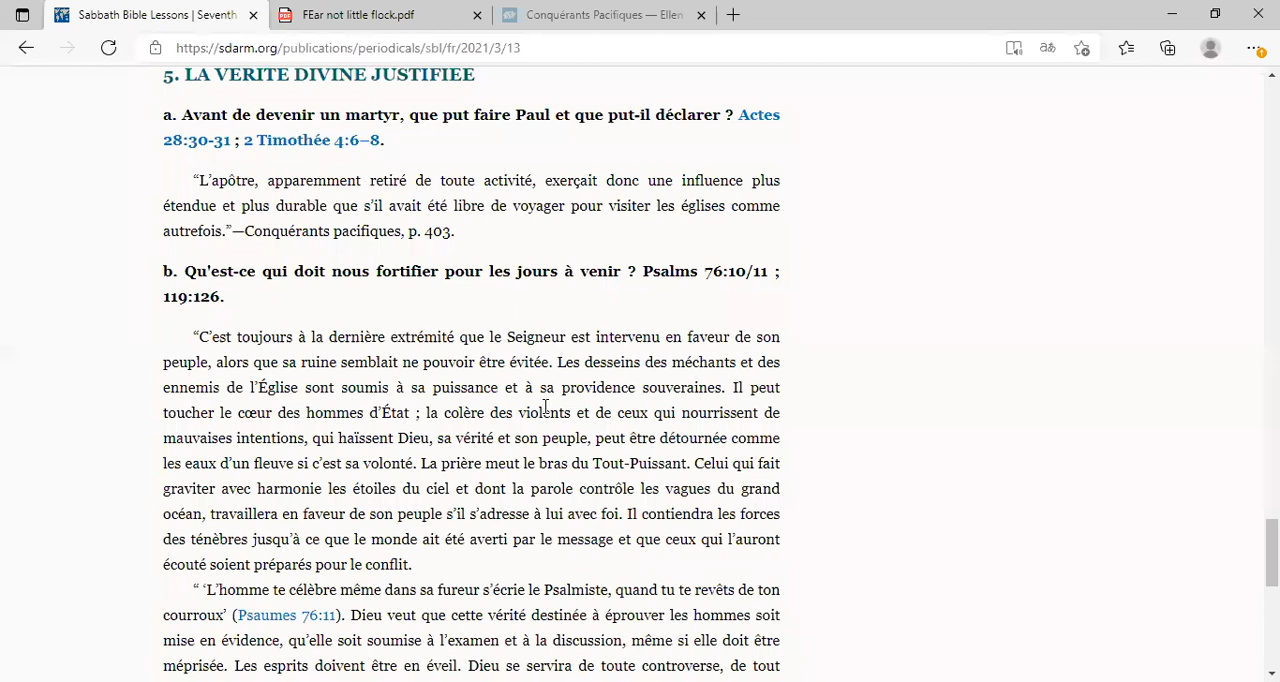 Sabbath Bible Lessons | Seventh
FEar not little flock.pdf
Conquérants Pacifiques — Ellen
https://sdarm.org/publications/periodicals/sbl/fr/2021/3/13
5. LA VÉRITÉ DIVINE JUSTIFIÉE
a. Avant de devenir un martyr, que put faire Paul et que put-il déclarer ? Actes
28:30-31 ; 2 Timothée 4:6–8.
“L’apôtre, apparemment retiré de toute activité, exerçait donc une influence plus
étendue et plus durable que s’il avait été libre de voyager pour visiter les églises comme
autrefois.”—Conquérants pacifiques, p. 403.
b. Qu'est-ce qui doit nous fortifier pour les jours à venir ? Psalms 76:10/11 ;
119:126.
“C’est toujours à la dernière extrémité que le Seigneur est intervenu en faveur de son
peuple, alors que sa ruine semblait ne pouvoir être évitée. Les desseins des méchants et des
ennemis de l’Église sont soumis à sa puissance et à sa providence souveraines. Il peut
toucher le cœur des hommes d’État ; la colère des violents et de ceux qui nourrissent de
mauvaises intentions, qui haïssent Dieu, sa vérité et son peuple, peut être détournée comme
les eaux d’un fleuve si c’est sa volonté. La prière meut le bras du Tout-Puissant. Celui qui fait
graviter avec harmonie les étoiles du ciel et dont la parole contrôle les vagues du grand
océan, travaillera en faveur de son peuple s’il s’adresse à lui avec foi. Il contiendra les forces
des ténèbres jusqu’à ce que le monde ait été averti par le message et que ceux qui l’auront
écouté soient préparés pour le conflit.
“ ‘L’homme te célèbre même dans sa fureur s’écrie le Psalmiste, quand tu te revêts de ton
courroux’ (Psaumes 76:11). Dieu veut que cette vérité destinée à éprouver les hommes soit
mise en évidence, qu’elle soit soumise à l’examen et à la discussion, même si elle doit être
méprisée. Les esprits doivent être en éveil. Dieu se servira de toute controverse, de tout